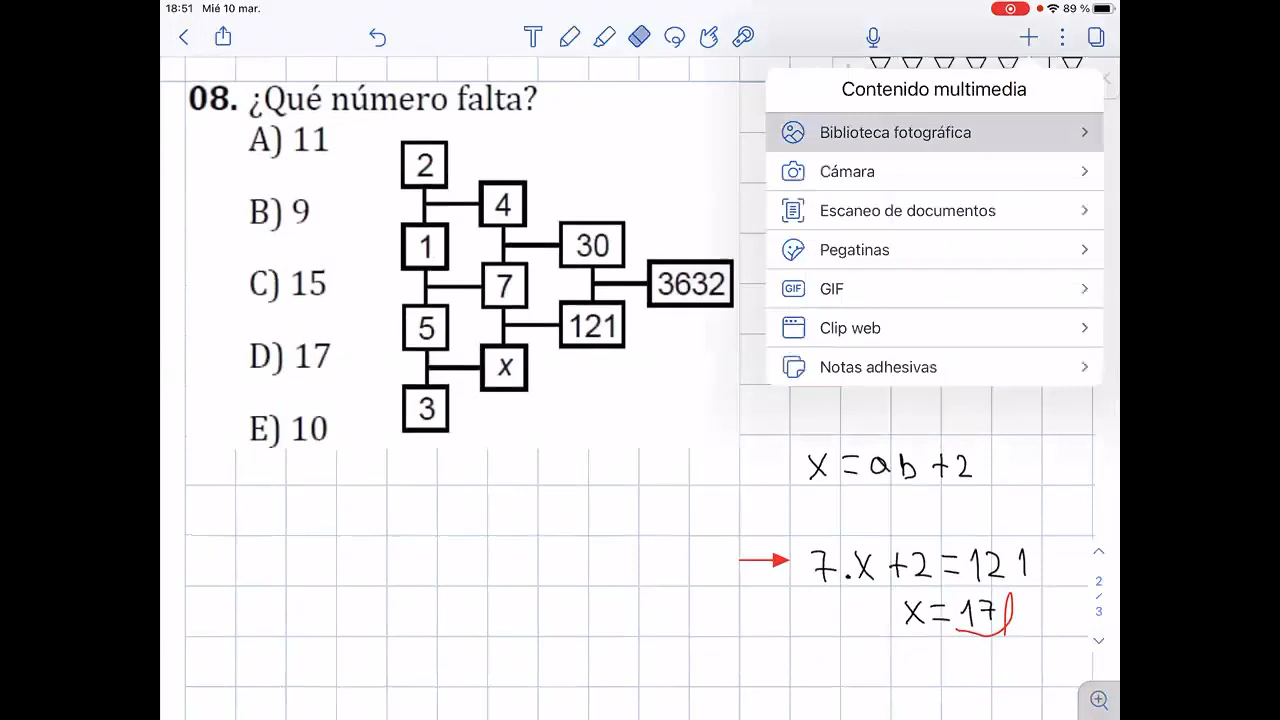 18:51 Mié 10 mar.
89 %
T
08. ¿Qué número falta?
A) 11
B) 9
C) 15
D) 17
E) 10
2
4
1
30
7
3632
5
121
x
3
Contenido multimedia
Biblioteca fotográfica
Cámara
Escaneo de documentos
Pegatinas
GIF GIF
Clip web
Notas adhesivas
x = ab + 2
7.x + 2 = 121
x = 17
2
/
3